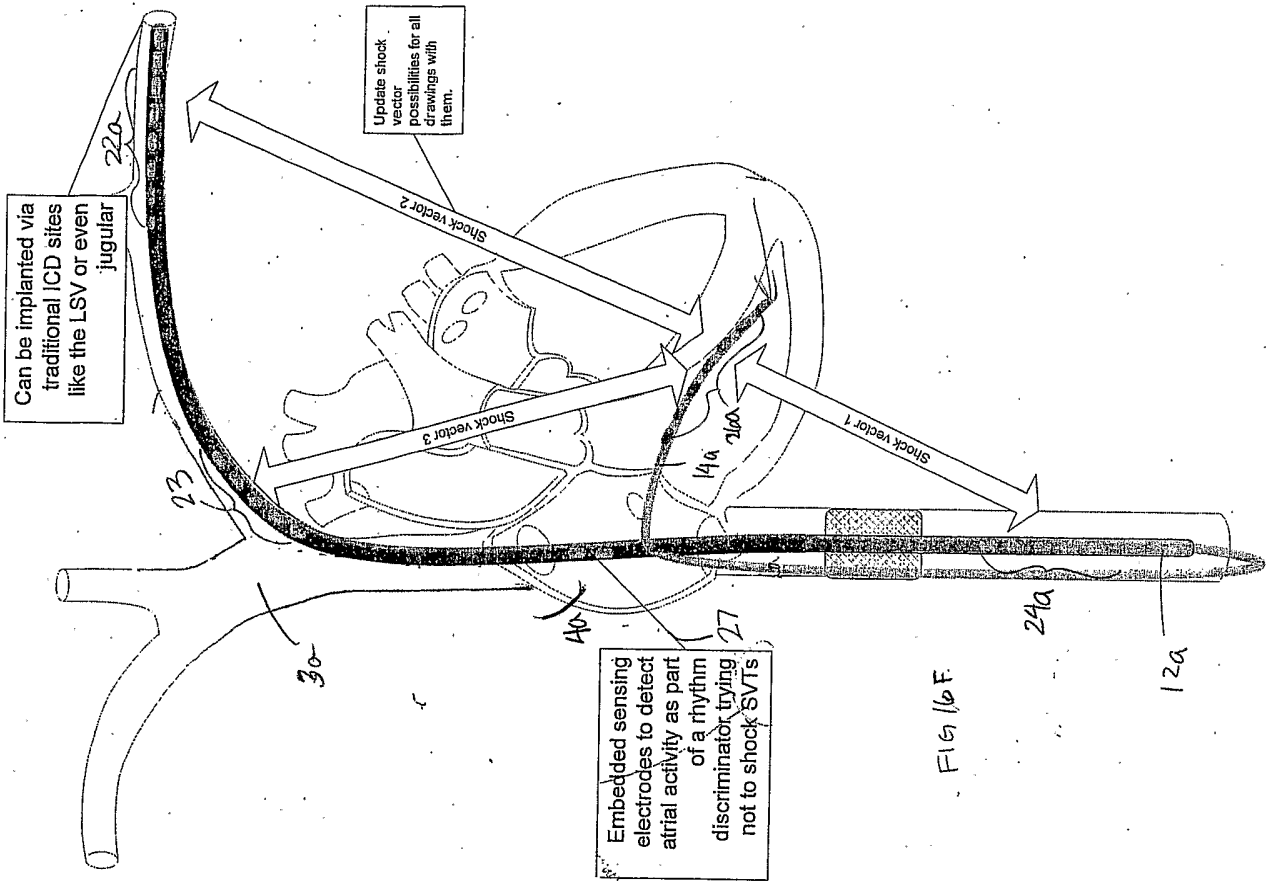 Can be implanted via
traditional ICD sites
like the LSV or even
jugular
22a
Update shock
vector
possibilities for all
drawings with
them.
Shock vector 2
23
Shock vector 3
14a
26a
Shock vector 1
30
4a
27
Embedded sensing
electrodes to detect
atrial activity as part
of a rhythm
discriminator trying
not to shock SVTs
24a
12a
FIG 16F